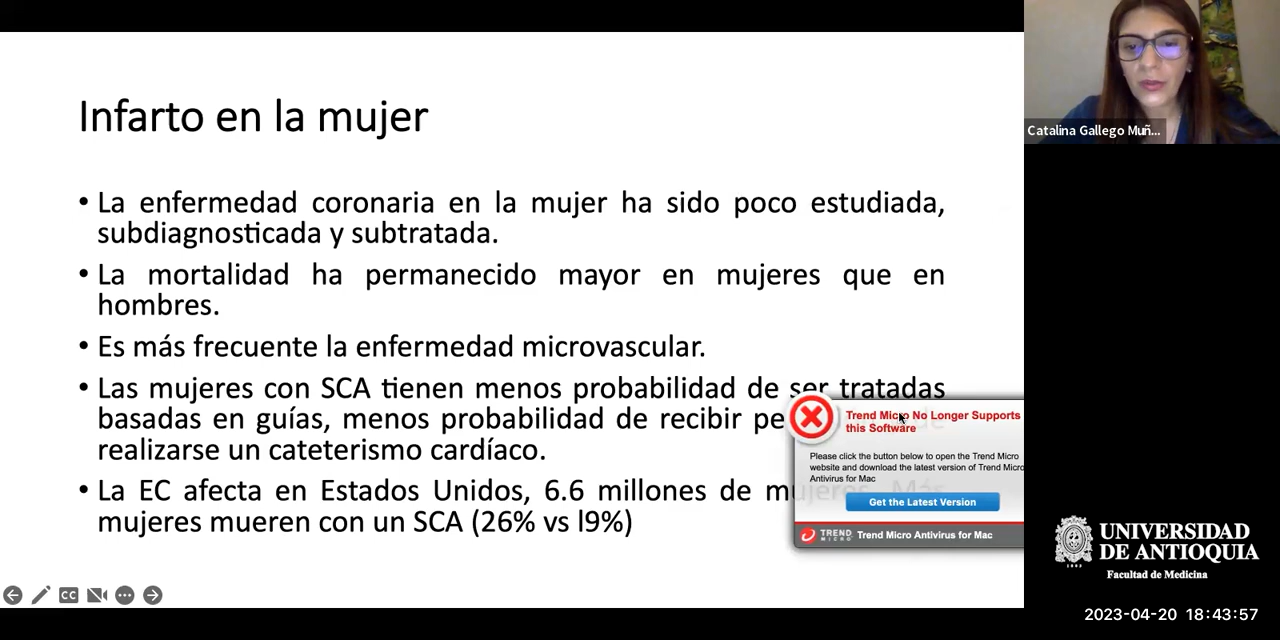 Infarto en la mujer
• La enfermedad coronaria en la mujer ha sido poco estudiada,
subdiagnosticada y subtratada.
• La mortalidad ha permanecido mayor en mujeres que en
hombres.
• Es más frecuente la enfermedad microvascular.
• Las mujeres con SCA tienen menos probabilidad de ser tratadas
basadas en guías, menos probabilidad de recibir
realizarse un cateterismo cardíaco.
• La EC afecta en Estados Unidos, 6.6 millones de mujeres. Más
mujeres mueren con un SCA (26% vs l9%)
Trend Micro No Longer Supports
this Software
Please click the button below to open the Trend Micro
website and download the latest version of Trend Micro
Antivirus for Mac
Get the Latest Version
TREND
MICRO
Trend Micro Antivirus for Mac
CC
Catalina Gallego Muñ...
UNIVERSIDAD
DE ANTIOQUIA
1803
Facultad de Medicina
2023-04-20 18:43:57